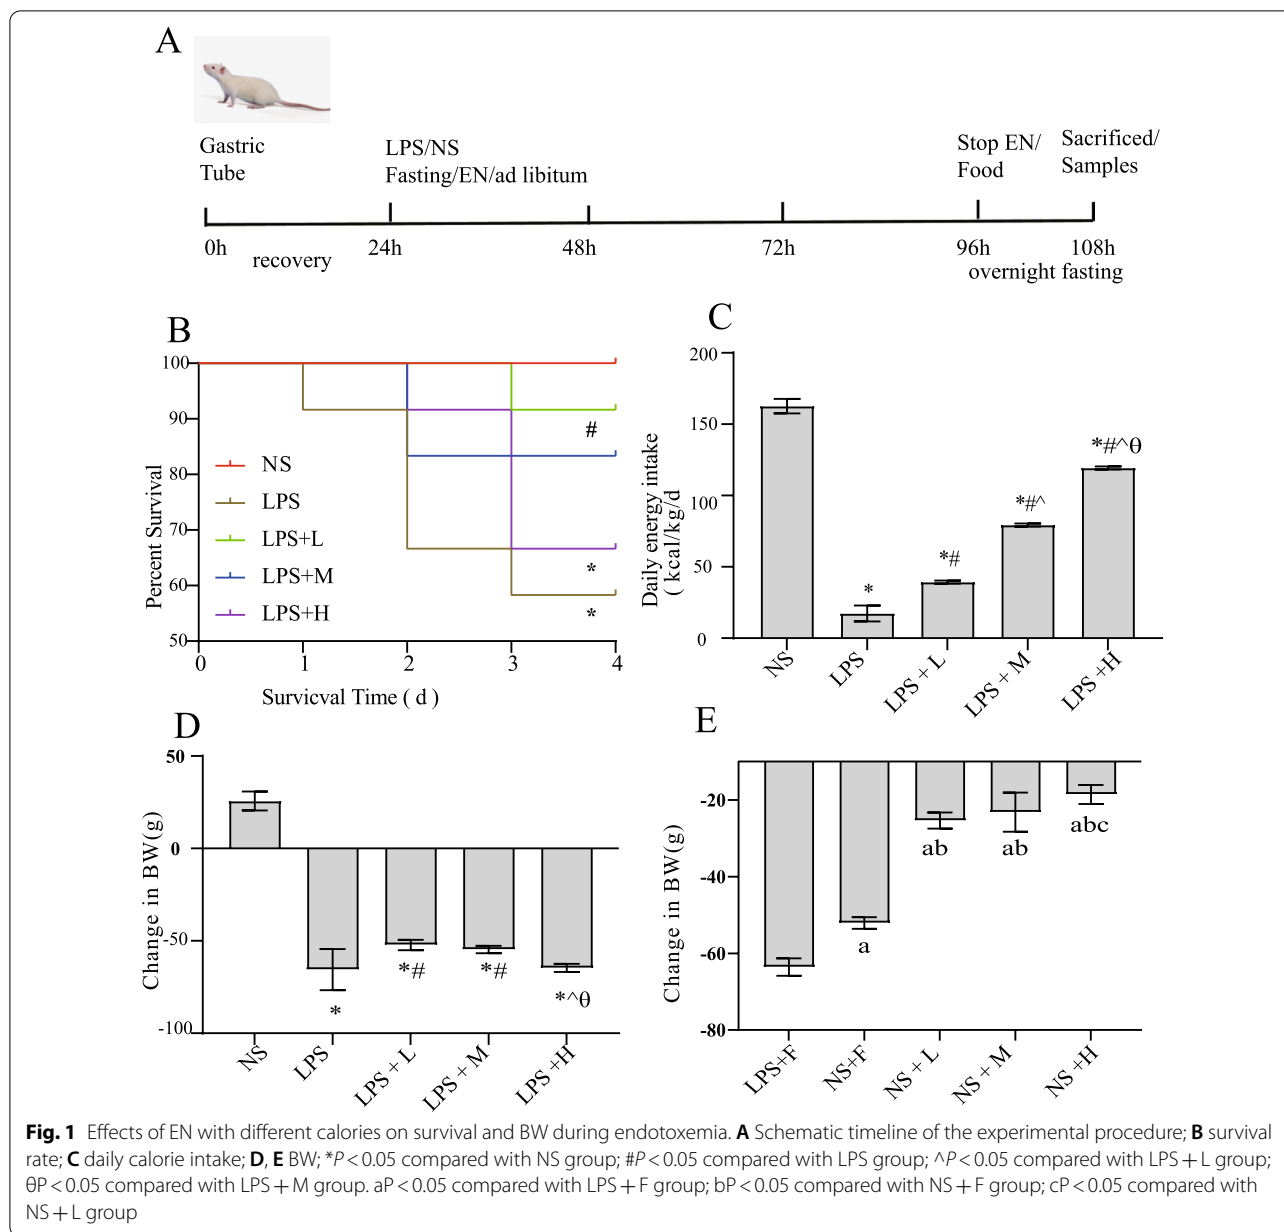 A
Gastric
Tube
LPS/NS
Fasting/EN/ad libitum
Stop EN/
Food
Sacrificed/
Samples
0h
24h
48h
72h
96h
108h
recovery
overnight fasting
B
100
90
80
70
60
50
Percent Survival
NS
LPS
LPS+L
LPS+M
LPS+H
#
*
*
0
1
2
3
4
Survicval Time ( d )
C
200
150
100
50
0
Daily energy intake
( kcal/kg/d
*
*#
*#^
*#^θ
NS
LPS
LPS + L
LPS + M
LPS +H
D
50
0
-50
-100
Change in BW(g)
*
*#
*#
*^θ
NS
LPS
LPS + L
LPS + M
LPS +H
E
-20
-40
-60
-80
Change in BW(g)
a
ab
ab
abc
LPS+F
NS+F
NS + L
NS + M
NS +H
Fig. 1 Effects of EN with different calories on survival and BW during endotoxemia. A Schematic timeline of the experimental procedure; B survival
rate; C daily calorie intake; D, E BW; *P < 0.05 compared with NS group; #P < 0.05 compared with LPS group; ^P < 0.05 compared with LPS + L group;
θP < 0.05 compared with LPS + M group. aP < 0.05 compared with LPS + F group; bP < 0.05 compared with NS + F group; cP < 0.05 compared with
NS + L group